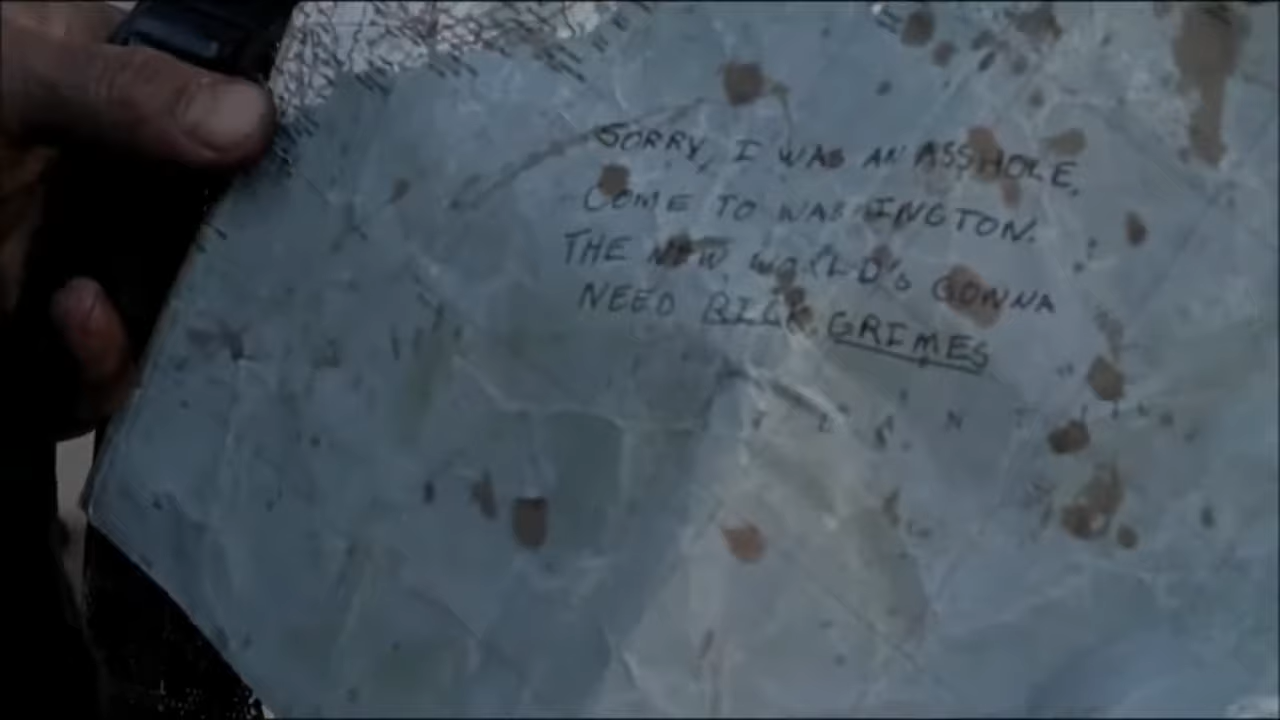 SORRY, I WAS AN ASSHOLE,
COME TO WASHINGTON.
THE NEW WORLD'S GONNA
NEED RICK GRIMES